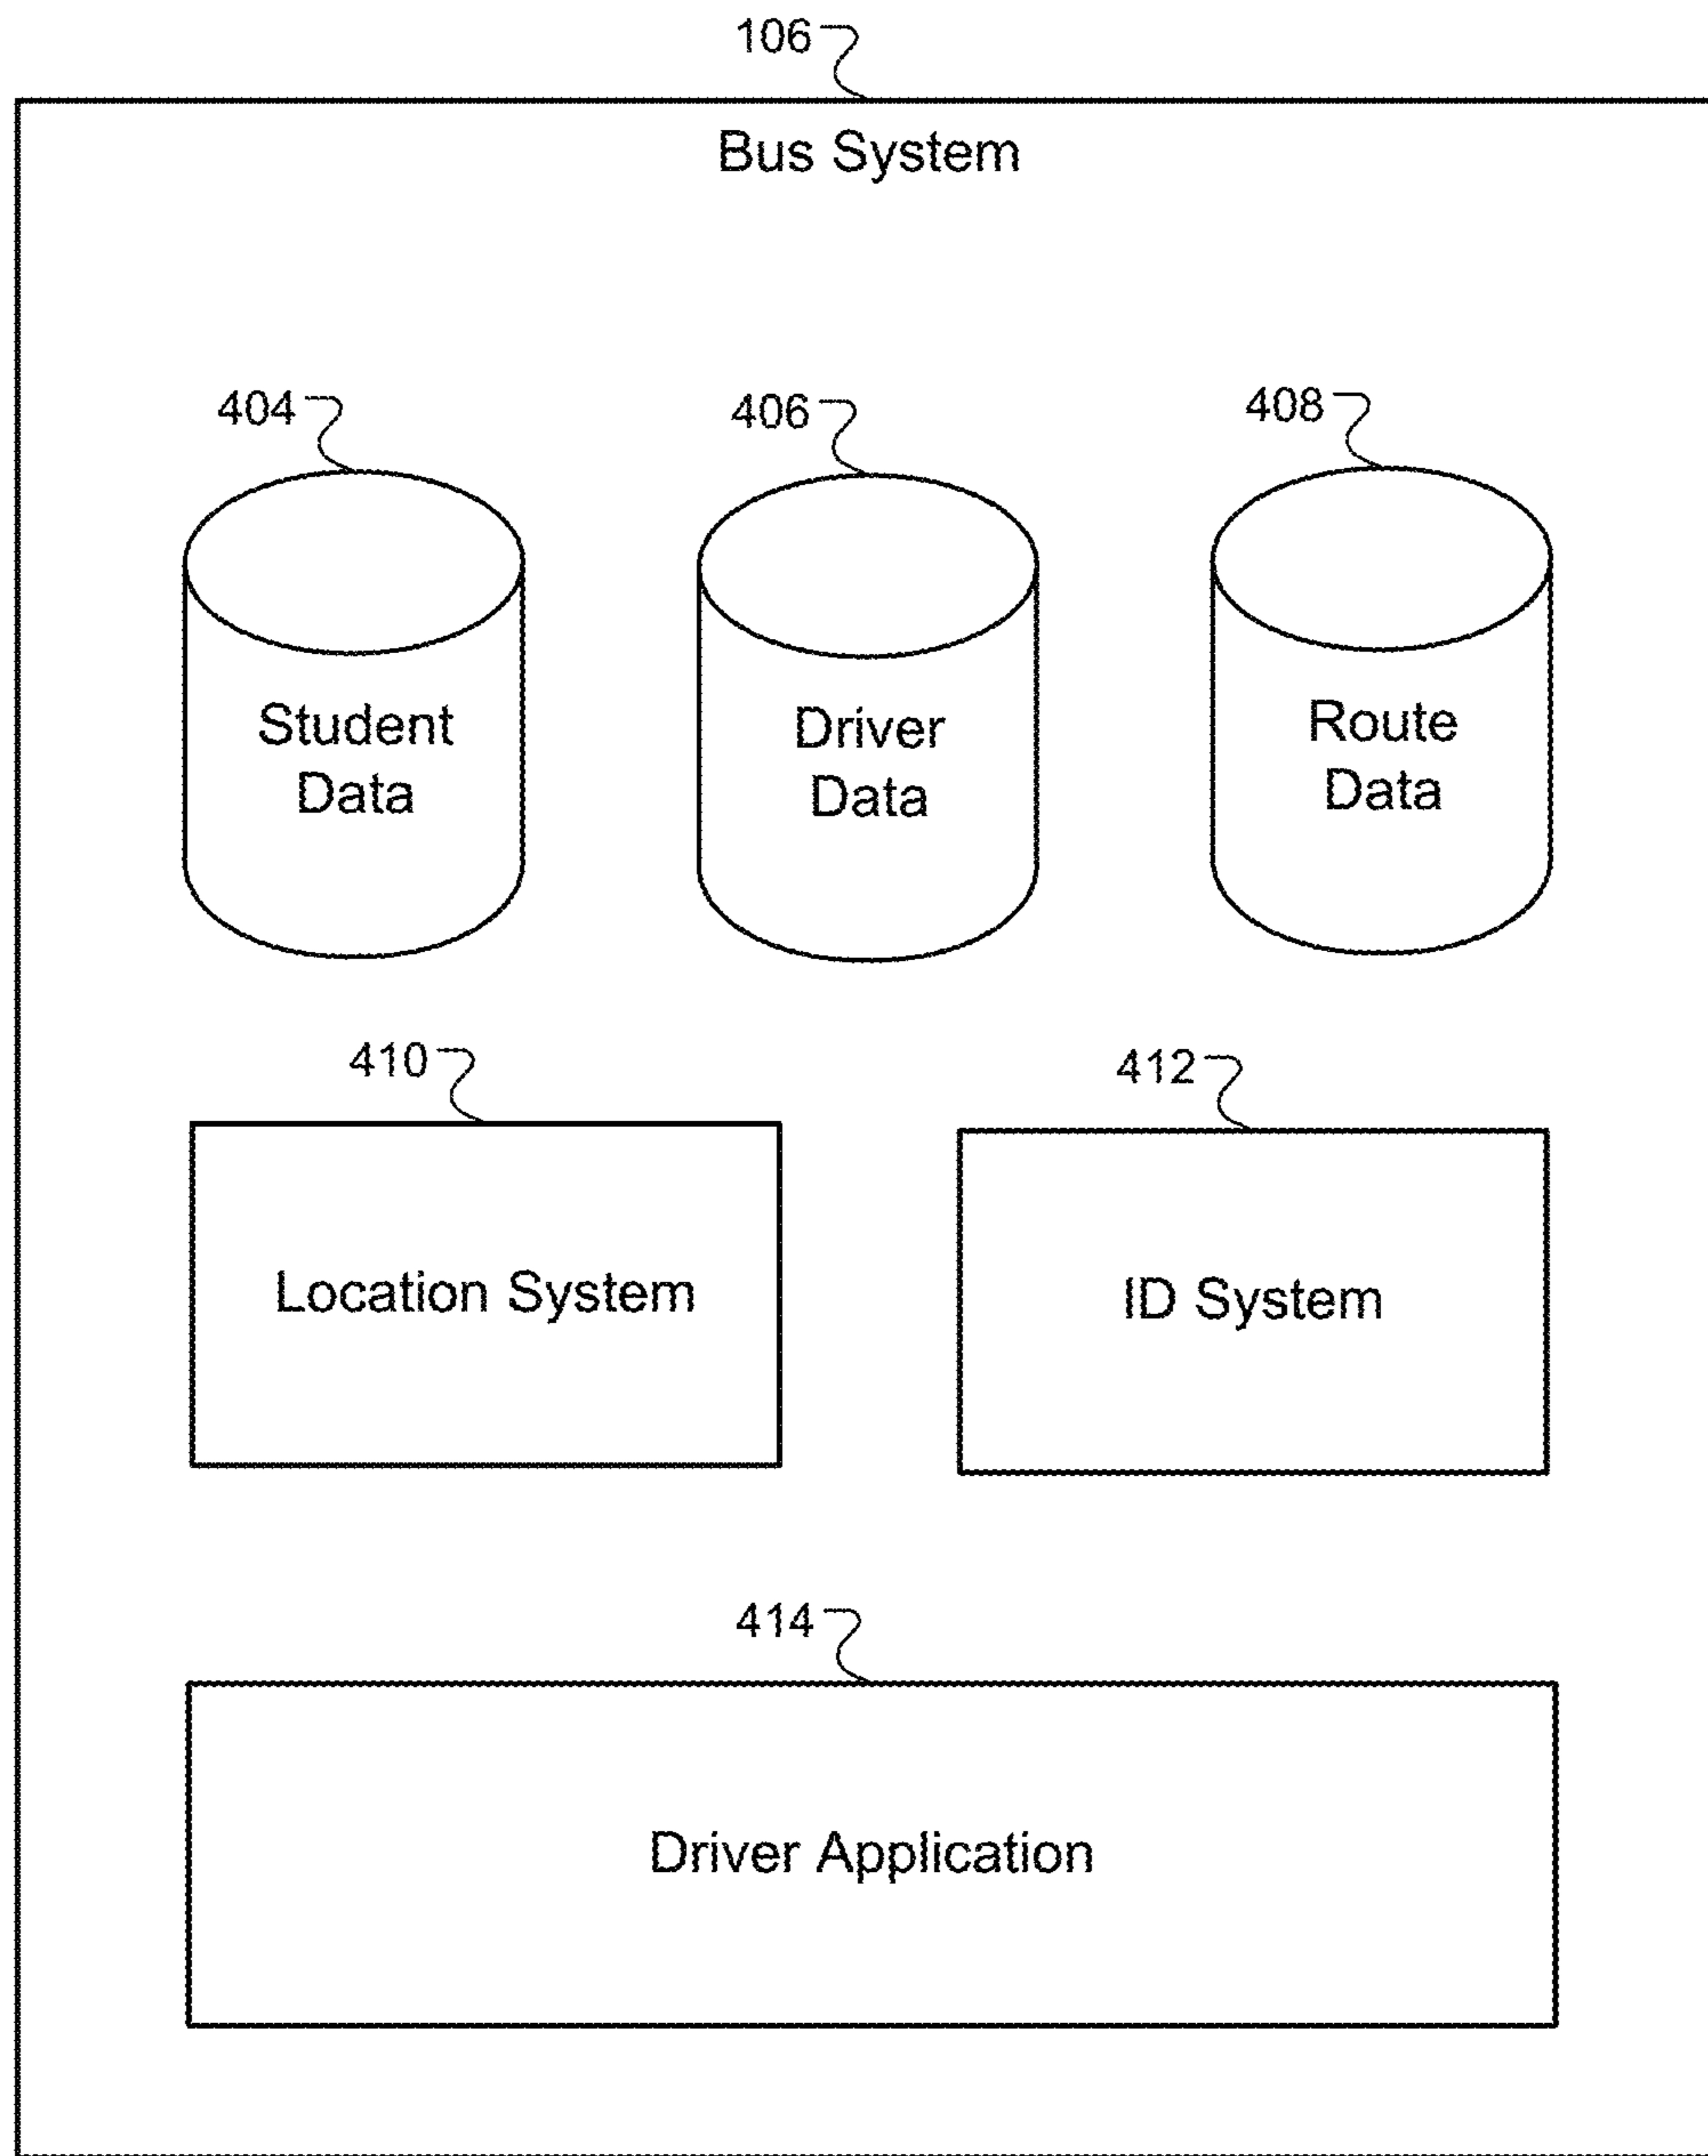 106
Bus System
404
406
408
Student
Data
Driver
Data
Route
Data
410
412
Location System
ID System
414
Driver Application